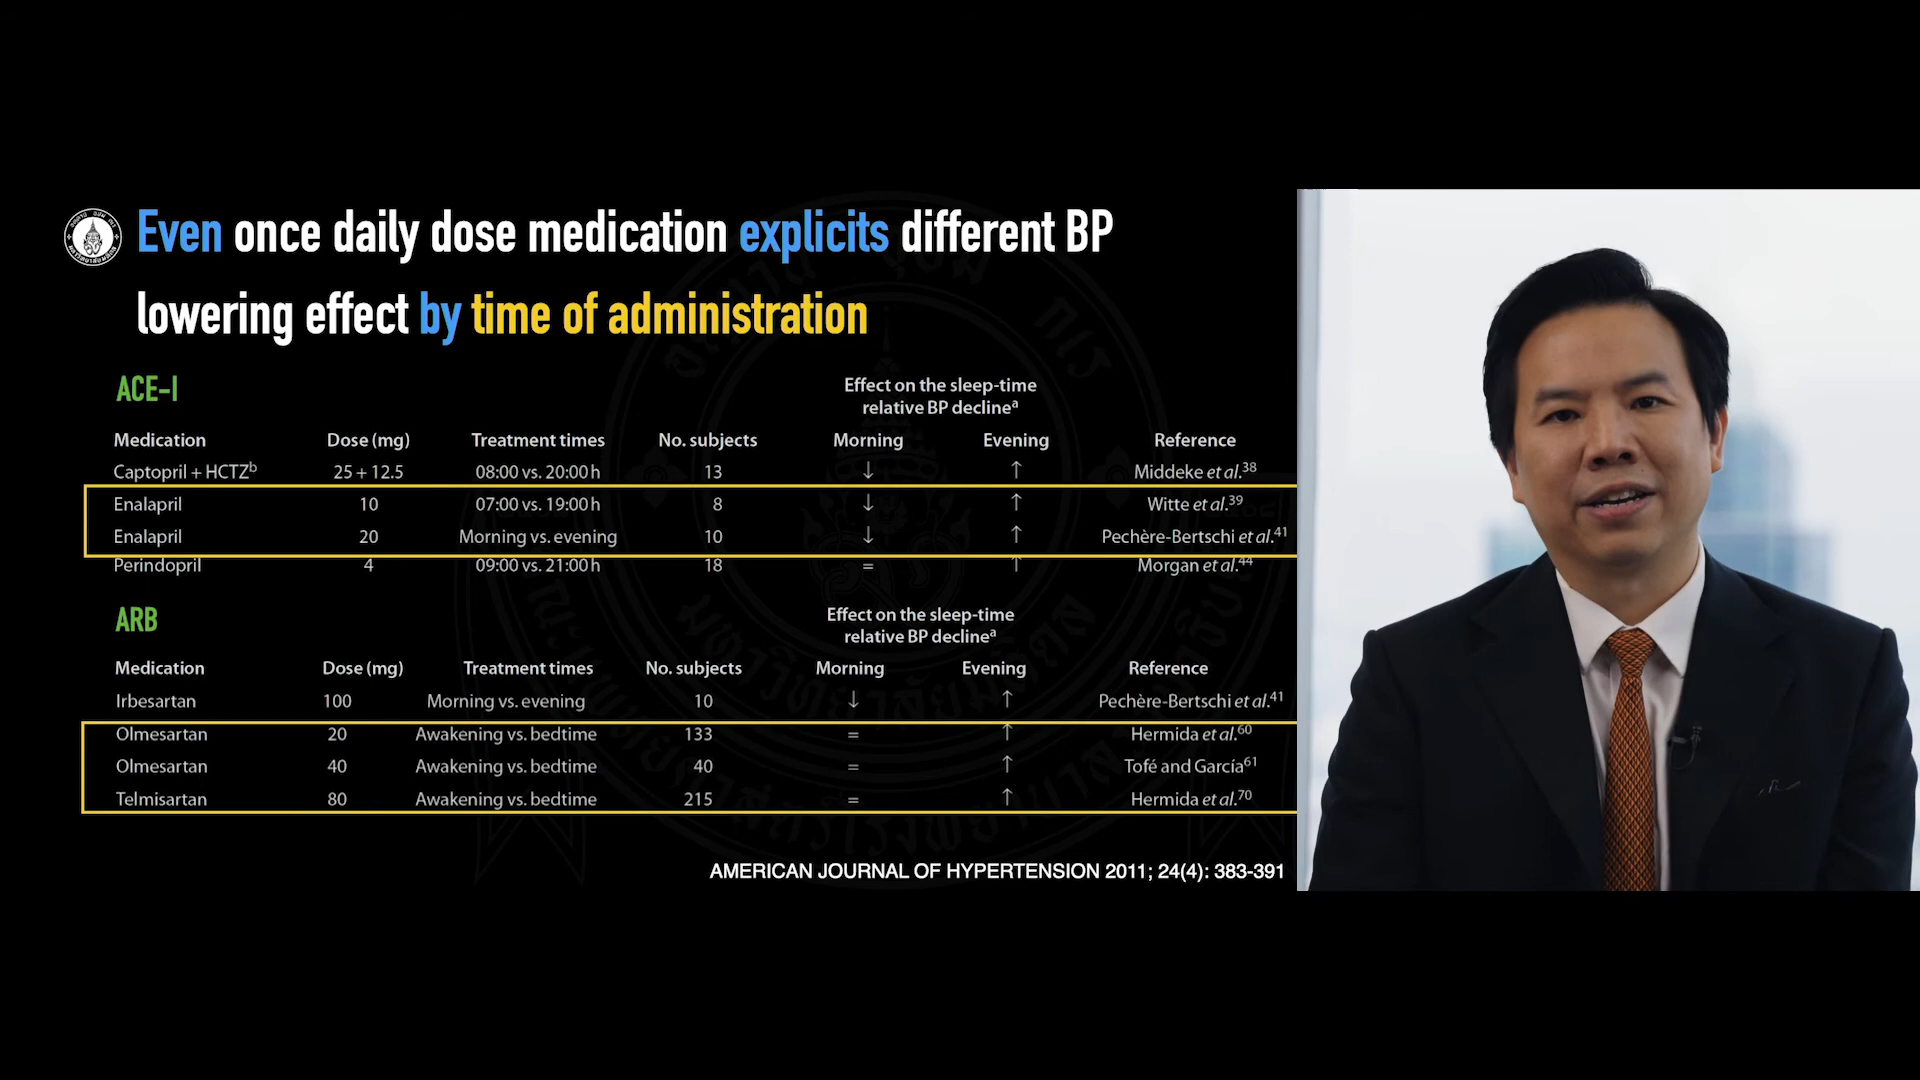 Even once daily dose medication explicits different BP
lowering effect by time of administration
ACE-I
Effect on the sleep-time
relative BP declineᵃ
Medication Dose (mg) Treatment times No. subjects Morning Evening Reference
Captopril + HCTZᵇ 25 + 12.5 08:00 vs. 20:00 h 13 ↓ ↑ Middeke et al.³⁸
Enalapril 10 07:00 vs. 19:00 h 8 ↓ ↑ Witte et al.³⁹
Enalapril 20 Morning vs. evening 10 ↓ ↑ Pechère-Bertschi et al.⁴¹
Perindopril 4 09:00 vs. 21:00 h 18 = ↑ Morgan et al.⁴⁴
ARB
Effect on the sleep-time
relative BP declineᵃ
Medication Dose (mg) Treatment times No. subjects Morning Evening Reference
Irbesartan 100 Morning vs. evening 10 ↓ ↑ Pechère-Bertschi et al.⁴¹
Olmesartan 20 Awakening vs. bedtime 133 = ↑ Hermida et al.⁶⁰
Olmesartan 40 Awakening vs. bedtime 40 = ↑ Tofé and García⁶¹
Telmisartan 80 Awakening vs. bedtime 215 = ↑ Hermida et al.⁷⁰
AMERICAN JOURNAL OF HYPERTENSION 2011; 24(4): 383-391